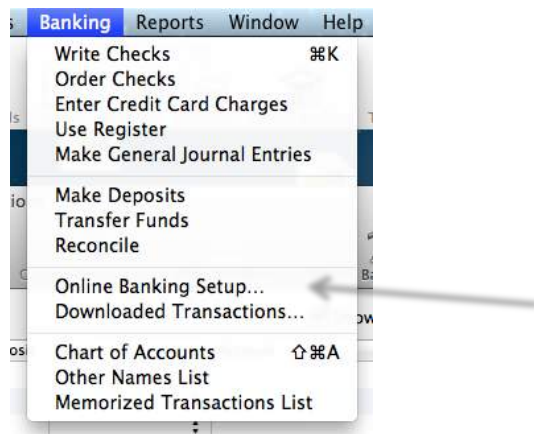 Banking Reports Window Help
Write Checks ⌘K
Order Checks
Enter Credit Card Charges
Use Register
Make General Journal Entries
Make Deposits
Transfer Funds
Reconcile
Online Banking Setup...
Downloaded Transactions...
Chart of Accounts ⇧⌘A
Other Names List
Memorized Transactions List